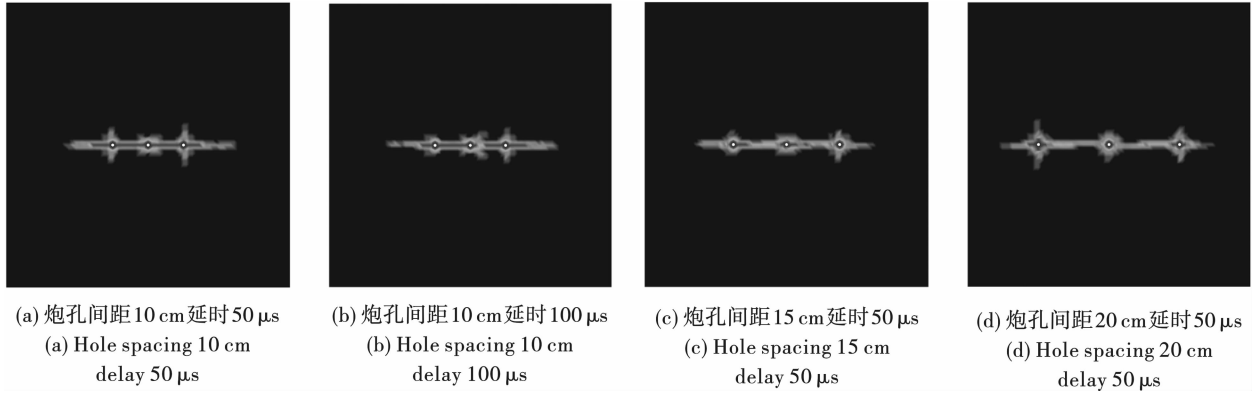 (a) 炮孔间距10 cm延时50 μs
(a) Hole spacing 10 cm
delay 50 μs
(b) 炮孔间距10 cm延时100 μs
(b) Hole spacing 10 cm
delay 100 μs
(c) 炮孔间距15 cm延时50 μs
(c) Hole spacing 15 cm
delay 50 μs
(d) 炮孔间距20 cm延时50 μs
(d) Hole spacing 20 cm
delay 50 μs